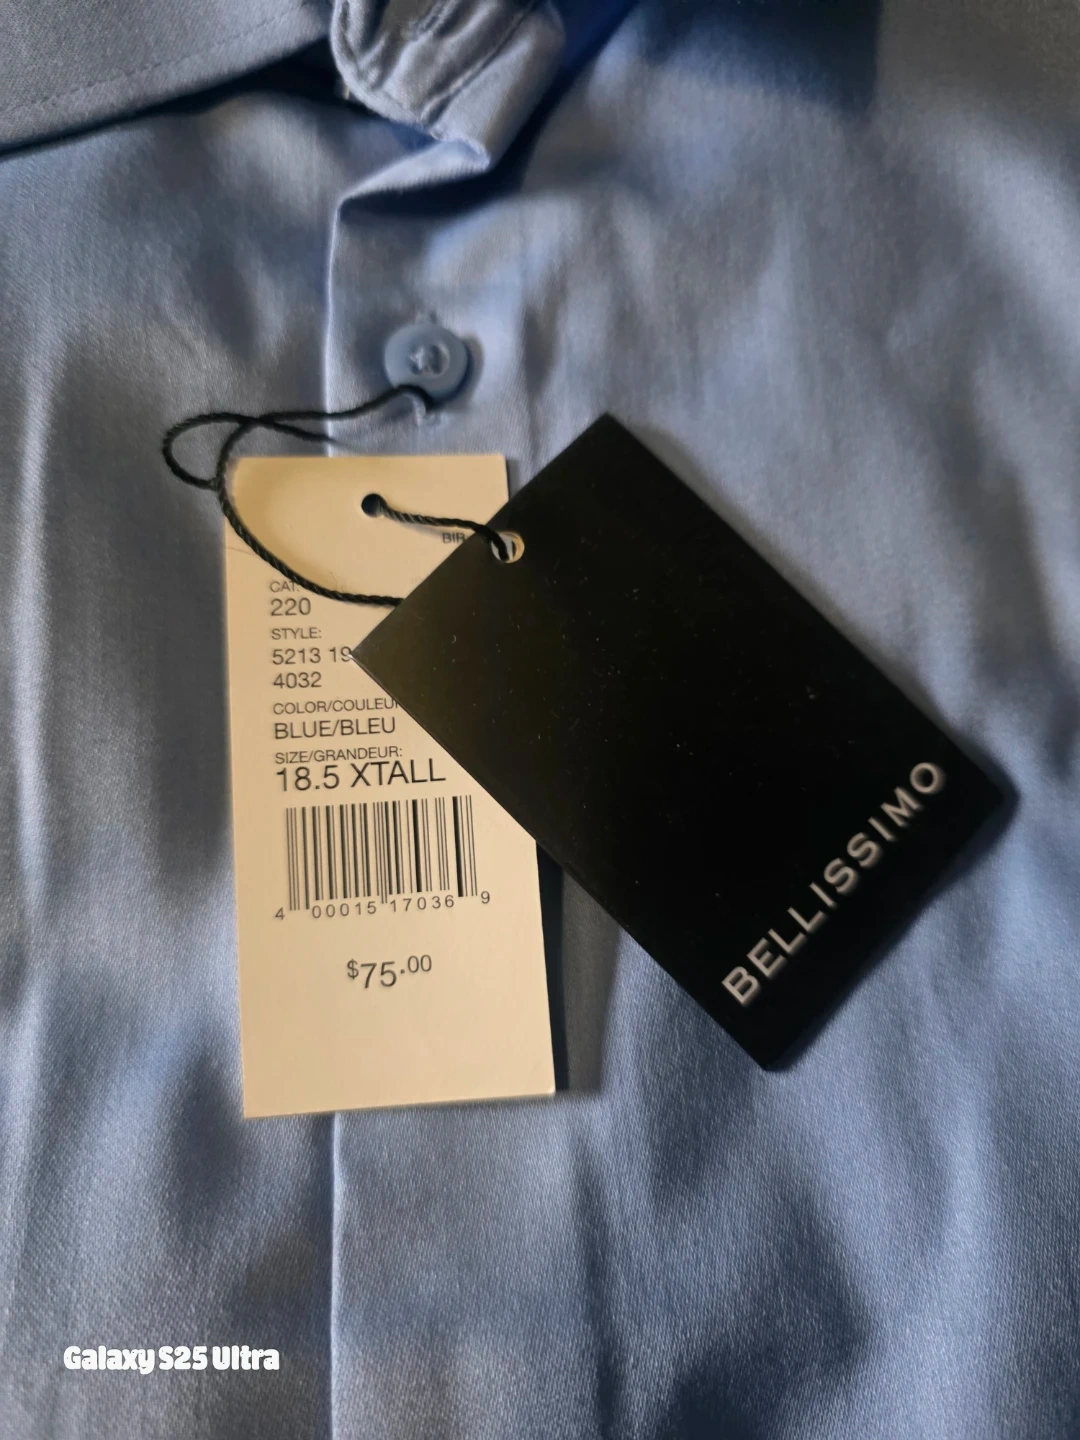 CAT:
220
STYLE:
5213
4032
COLOR/COULEUR
BLUE/BLEU
SIZE/GRANDEUR:
18.5 XTALL
4 00015 17036 9
$75.00
BELLISSIMO
Galaxy S25 Ultra